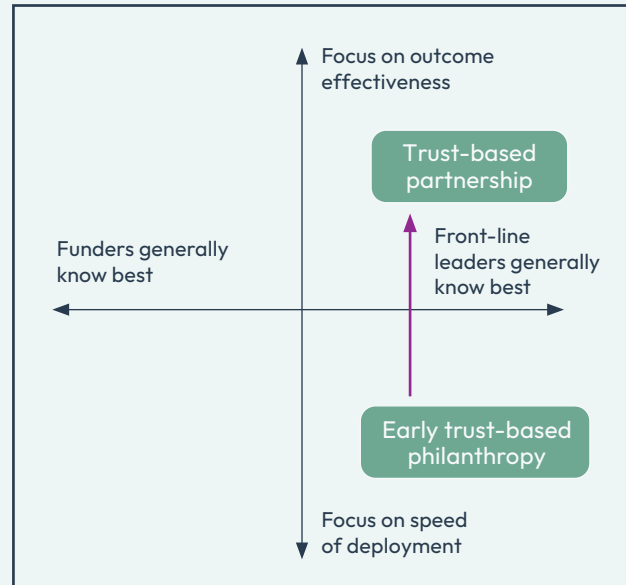 Focus on outcome
effectiveness
Trust-based
partnership
Funders generally
know best
Front-line
leaders generally
know best
Early trust-based
philanthropy
Focus on speed
of deployment